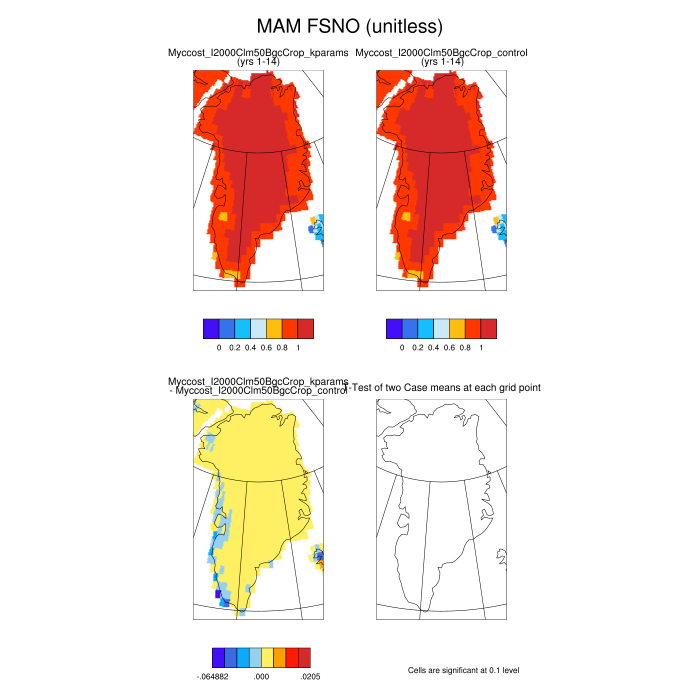 MAM FSNO (unitless)
Myccost_I2000Clm50BgcCrop_kparams
(yrs 1-14)
Myccost_I2000Clm50BgcCrop_control
(yrs 1-14)
0 0.2 0.4 0.6 0.8 1
0 0.2 0.4 0.6 0.8 1
Myccost_I2000Clm50BgcCrop_kparams
- Myccost_I2000Clm50BgcCrop_control
T-Test of two Case means at each grid point
-.064882 .000 .0205
Cells are significant at 0.1 level